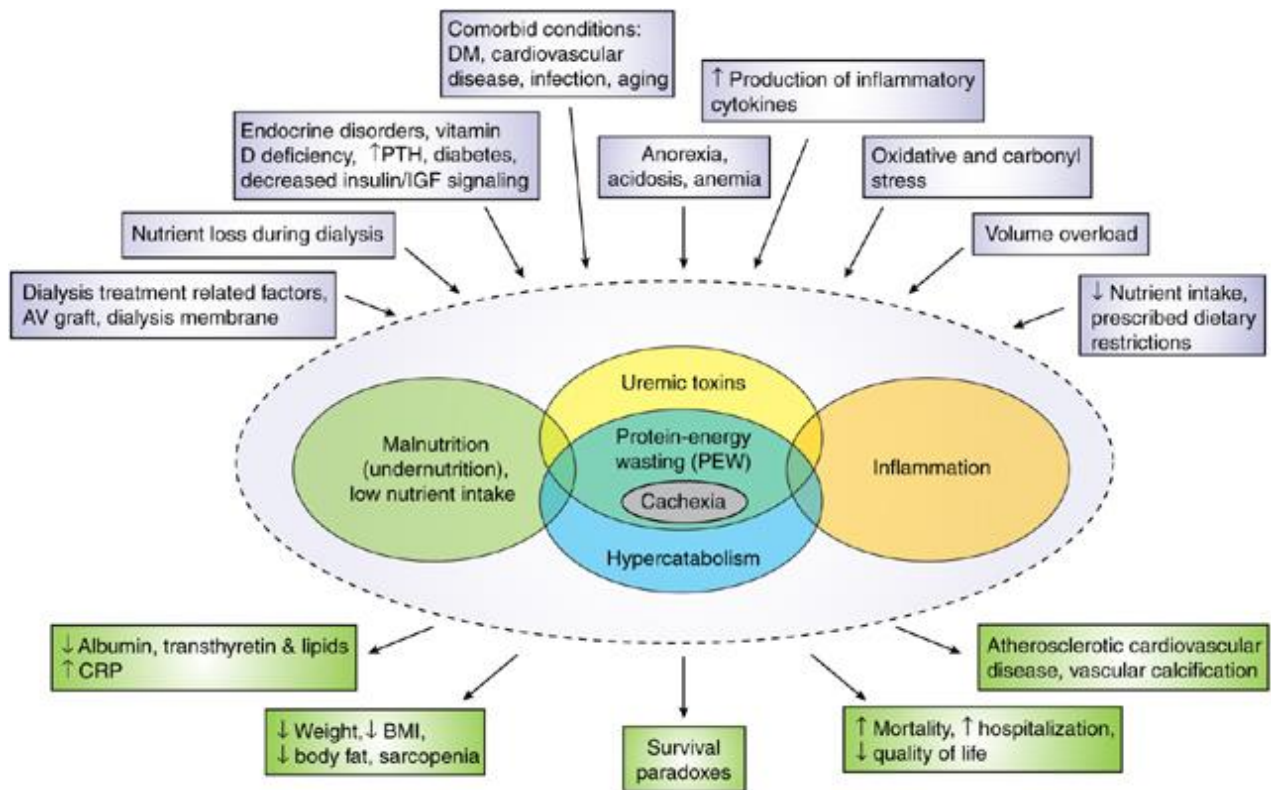 Comorbid conditions:
DM, cardiovascular
disease, infection, aging
↑ Production of inflammatory
cytokines
Endocrine disorders, vitamin
D deficiency, ↑PTH, diabetes,
decreased insulin/IGF signaling
Anorexia,
acidosis, anemia
Oxidative and carbonyl
stress
Nutrient loss during dialysis
Volume overload
Dialysis treatment related factors,
AV graft, dialysis membrane
↓ Nutrient intake,
prescribed dietary
restrictions
Uremic toxins
Malnutrition
(undernutrition),
low nutrient intake
Protein-energy
wasting (PEW)
Cachexia
Inflammation
Hypercatabolism
↓ Albumin, transthyretin & lipids
↑ CRP
↓ Weight, ↓ BMI,
↓ body fat, sarcopenia
Survival
paradoxes
↑ Mortality, ↑ hospitalization,
↓ quality of life
Atherosclerotic cardiovascular
disease, vascular calcification